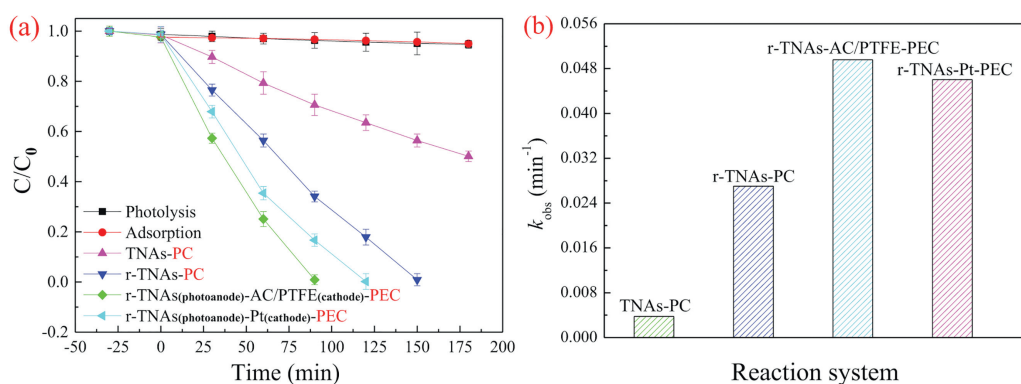 (a)
C/C0
1.0
0.8
0.6
0.4
0.2
0.0
-0.2
Photolysis
Adsorption
TNAs-PC
r-TNAs-PC
r-TNAs(photoanode)-AC/PTFE(cathode)-PEC
r-TNAs(photoanode)-Pt(cathode)-PEC
-50 -25 0 25 50 75 100 125 150 175 200
Time (min)
(b)
kobs (min-1)
0.048
0.040
0.032
0.024
0.016
0.008
0.000
TNAs-PC
r-TNAs-PC
r-TNAs-AC/PTFE-PEC
r-TNAs-Pt-PEC
Reaction system